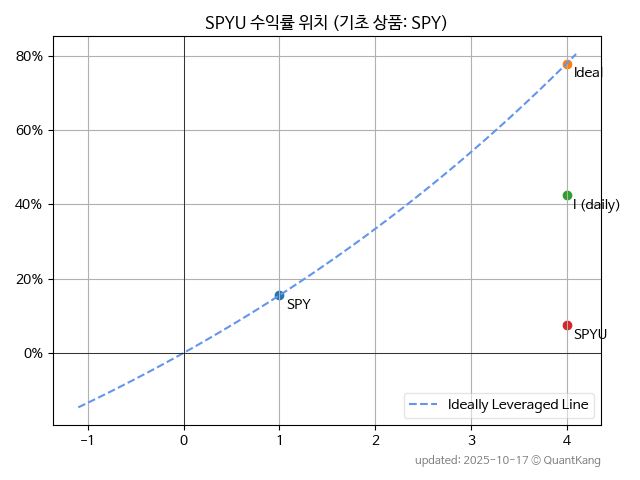 SPYU 수익률 위치 (기초 상품: SPY)
80%
60%
40%
20%
0%
Ideal
I (daily)
SPY
SPYU
Ideally Leveraged Line
−1
0
1
2
3
4
updated: 2025-10-17 © QuantKang